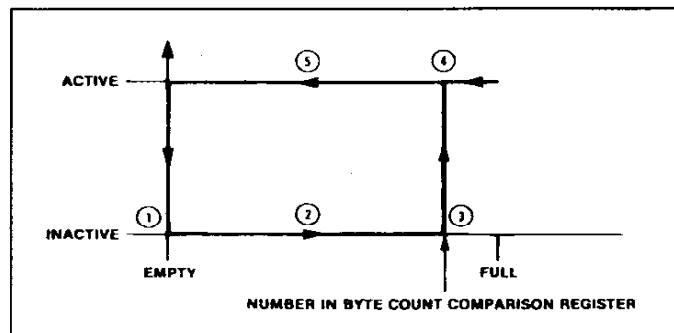 5
4
ACTIVE
1
2
3
INACTIVE
EMPTY
FULL
NUMBER IN BYTE COUNT COMPARISON REGISTER